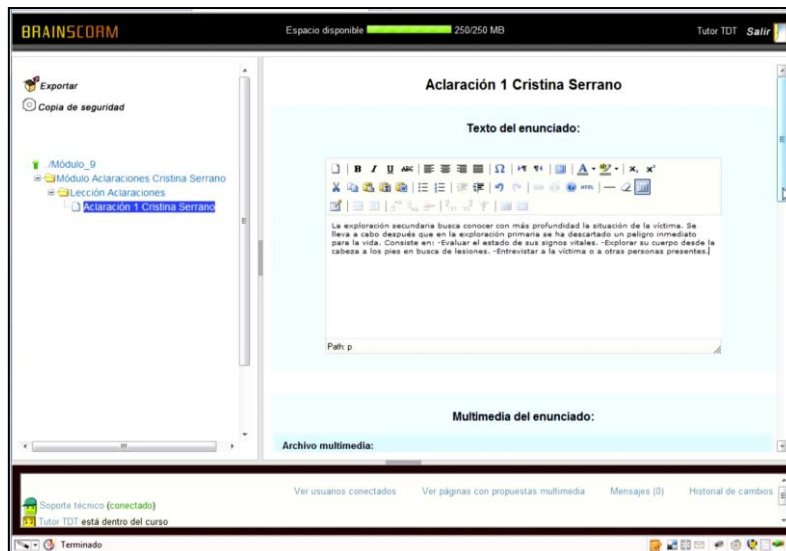 BRAINSCORM
Espacio disponible 250/250 MB
Tutor TDT Salir
Exportar
Copia de seguridad
../Módulo_9
Módulo Aclaraciones Cristina Serrano
Lección Aclaraciones
Aclaración 1 Cristina Serrano
Aclaración 1 Cristina Serrano
Texto del enunciado:
B I U ABC
HTML
La exploración secundaria busca conocer con más profundidad la situación de la víctima. Se
lleva a cabo después que en la exploración primaria se ha descartado un peligro inmediato
para la vida. Consiste en: -Evaluar el estado de sus signos vitales. -Explorar su cuerpo desde la
cabeza a los pies en busca de lesiones. -Entrevistar a la víctima o a otras personas presentes.
Path: p
Multimedia del enunciado:
Archivo multimedia:
Ver usuarios conectados Ver páginas con propuestas multimedia Mensajes (0) Historial de cambios
Soporte técnico (conectado)
Tutor TDT está dentro del curso
Terminado